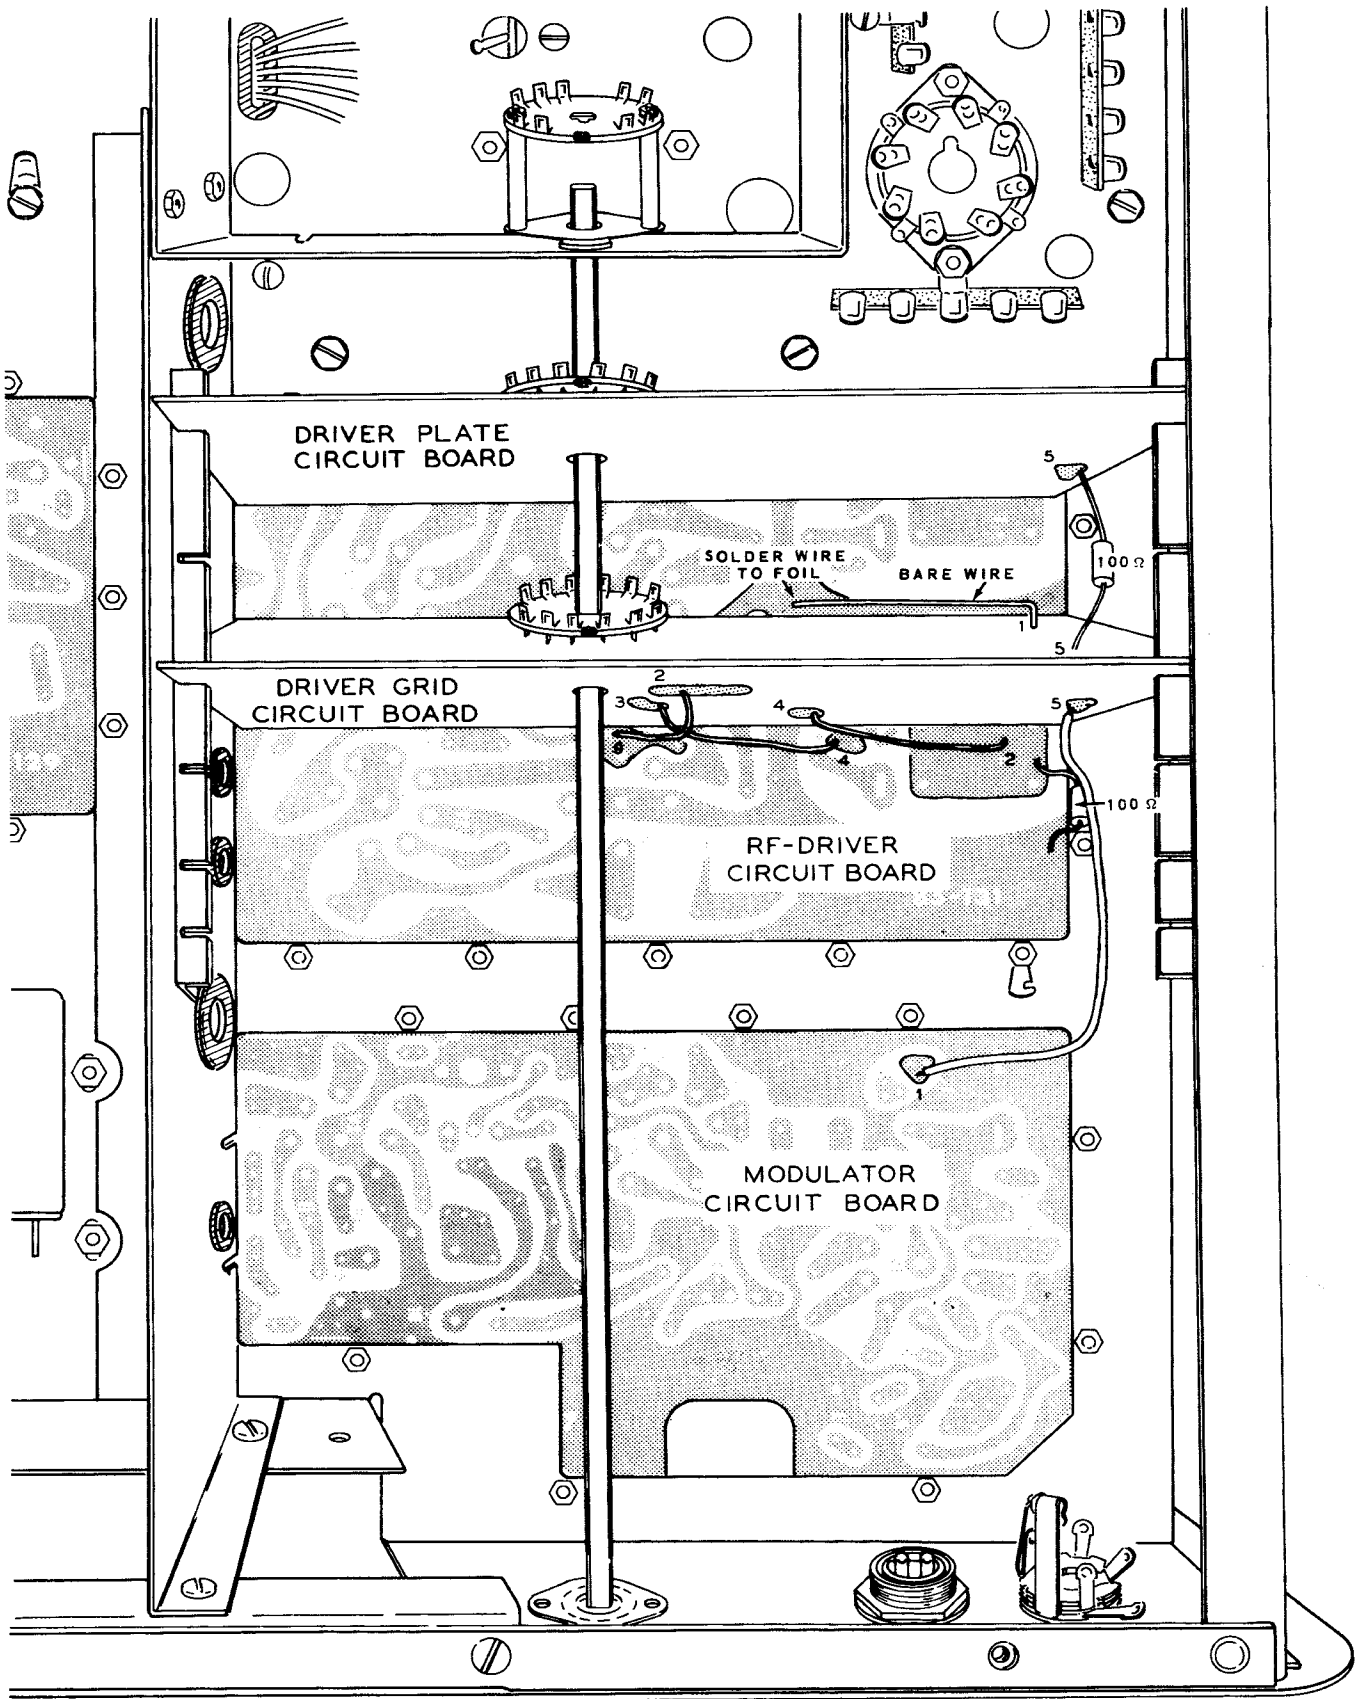 DRIVER PLATE
CIRCUIT BOARD
5
SOLDER WIRE
TO FOIL
BARE WIRE
100 Ω
1
5
DRIVER GRID
CIRCUIT BOARD
2
3
4
5
4
2
100 Ω
RF-DRIVER
CIRCUIT BOARD
1
MODULATOR
CIRCUIT BOARD